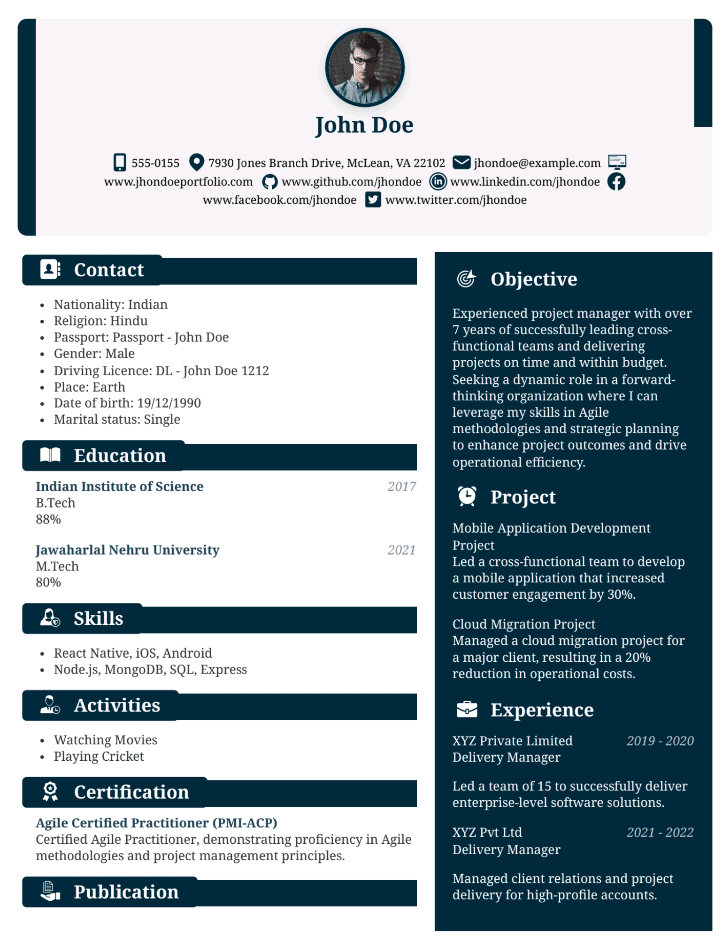 John Doe
555-0155 7930 Jones Branch Drive, McLean, VA 22102 jhondoe@example.com
www.jhondoeportfolio.com www.github.com/jhondoe www.linkedin.com/jhondoe
www.facebook.com/jhondoe www.twitter.com/jhondoe
Contact
Nationality: Indian
Religion: Hindu
Passport: Passport - John Doe
Gender: Male
Driving Licence: DL - John Doe 1212
Place: Earth
Date of birth: 19/12/1990
Marital status: Single
Education
Indian Institute of Science 2017
B.Tech
88%
Jawaharlal Nehru University 2021
M.Tech
80%
Skills
React Native, iOS, Android
Node.js, MongoDB, SQL, Express
Activities
Watching Movies
Playing Cricket
Certification
Agile Certified Practitioner (PMI-ACP)
Certified Agile Practitioner, demonstrating proficiency in Agile
methodologies and project management principles.
Publication
Objective
Experienced project manager with over
7 years of successfully leading cross-
functional teams and delivering
projects on time and within budget.
Seeking a dynamic role in a forward-
thinking organization where I can
leverage my skills in Agile
methodologies and strategic planning
to enhance project outcomes and drive
operational efficiency.
Project
Mobile Application Development
Project
Led a cross-functional team to develop
a mobile application that increased
customer engagement by 30%.
Cloud Migration Project
Managed a cloud migration project for
a major client, resulting in a 20%
reduction in operational costs.
Experience
XYZ Private Limited 2019 - 2020
Delivery Manager
Led a team of 15 to successfully deliver
enterprise-level software solutions.
XYZ Pvt Ltd 2021 - 2022
Delivery Manager
Managed client relations and project
delivery for high-profile accounts.